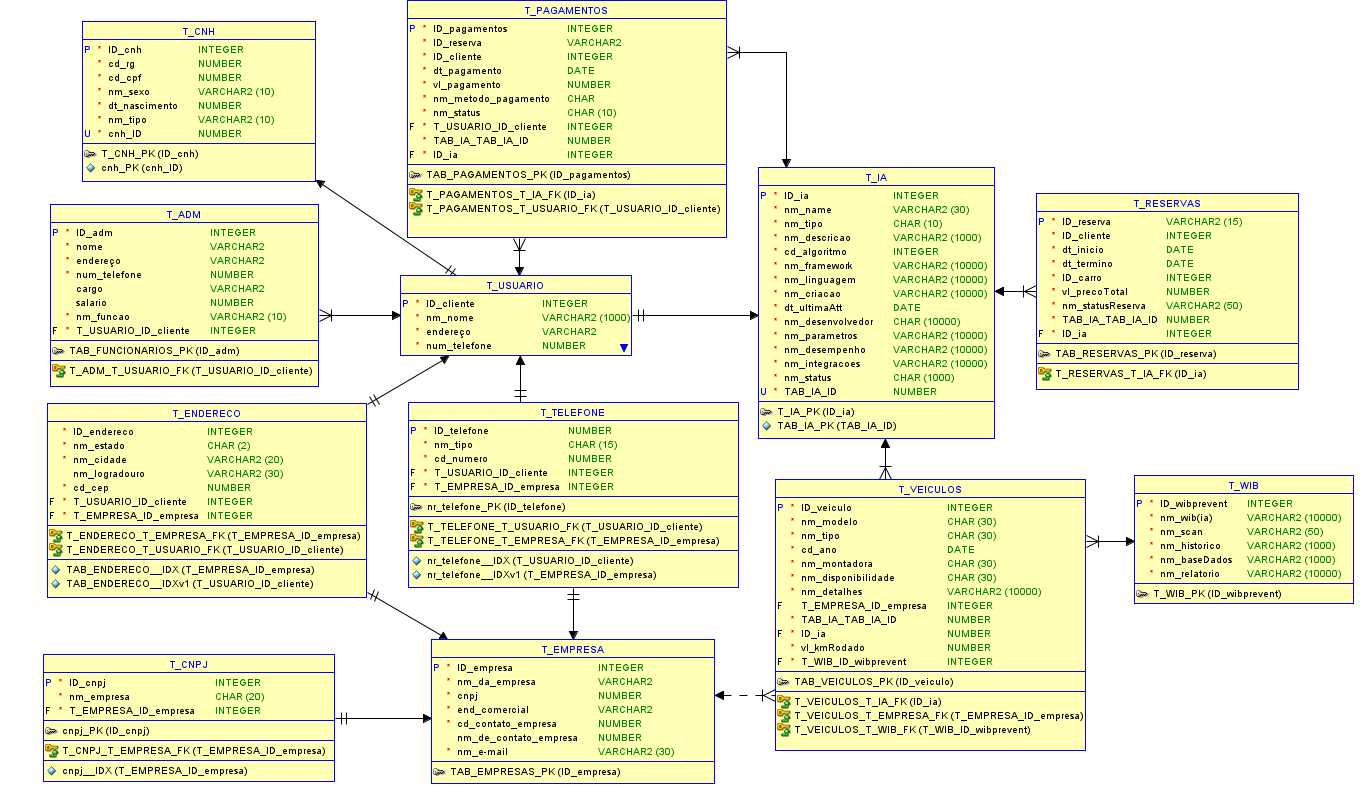 T_CNH
P * ID_cnh INTEGER
* cd_rg NUMBER
* cd_cpf NUMBER
* nm_sexo VARCHAR2 (10)
* dt_nascimento NUMBER
* nm_tipo VARCHAR2 (10)
U * cnh_ID NUMBER
T_CNH_PK (ID_cnh)
cnh_PK (cnh_ID)
T_PAGAMENTOS
P * ID_pagamentos INTEGER
* ID_reserva VARCHAR2
* ID_cliente INTEGER
* dt_pagamento DATE
* vl_pagamento NUMBER
* nm_metodo_pagamento CHAR
* nm_status CHAR (10)
F * T_USUARIO_ID_cliente INTEGER
* TAB_IA_TAB_IA_ID NUMBER
F * ID_ia INTEGER
TAB_PAGAMENTOS_PK (ID_pagamentos)
T_PAGAMENTOS_T_IA_FK (ID_ia)
T_PAGAMENTOS_T_USUARIO_FK (T_USUARIO_ID_cliente)
T_ADM
P * ID_adm INTEGER
* nome VARCHAR2
* endereço VARCHAR2
* num_telefone NUMBER
cargo VARCHAR2
salario NUMBER
* nm_funcao VARCHAR2 (10)
F * T_USUARIO_ID_cliente INTEGER
TAB_FUNCIONARIOS_PK (ID_adm)
T_ADM_T_USUARIO_FK (T_USUARIO_ID_cliente)
T_USUARIO
P * ID_cliente INTEGER
* nm_nome VARCHAR2 (1000)
* endereço VARCHAR2
* num_telefone NUMBER
T_IA
P * ID_ia INTEGER
* nm_name VARCHAR2 (30)
* nm_tipo CHAR (10)
* nm_descricao VARCHAR2 (1000)
* cd_algoritmo INTEGER
* nm_framework VARCHAR2 (10000)
* nm_linguagem VARCHAR2 (10000)
* nm_criacao VARCHAR2 (10000)
* dt_ultimaAtt DATE
* nm_desenvolvedor CHAR (10000)
* nm_parametros VARCHAR2 (10000)
* nm_desempenho VARCHAR2 (10000)
* nm_integracoes VARCHAR2 (10000)
* nm_status CHAR (1000)
U * TAB_IA_ID NUMBER
T_IA_PK (ID_ia)
TAB_IA_PK (TAB_IA_ID)
T_RESERVAS
P * ID_reserva VARCHAR2 (15)
* ID_cliente INTEGER
* dt_inicio DATE
* dt_termino DATE
* ID_carro INTEGER
* vl_precoTotal NUMBER
* nm_statusReserva VARCHAR2 (50)
* TAB_IA_TAB_IA_ID NUMBER
F * ID_ia INTEGER
TAB_RESERVAS_PK (ID_reserva)
T_RESERVAS_T_IA_FK (ID_ia)
T_ENDERECO
* ID_endereco INTEGER
* nm_estado CHAR (2)
* nm_cidade VARCHAR2 (20)
nm_logradouro VARCHAR2 (30)
* cd_cep NUMBER
F * T_USUARIO_ID_cliente INTEGER
F * T_EMPRESA_ID_empresa INTEGER
T_ENDERECO_T_EMPRESA_FK (T_EMPRESA_ID_empresa)
T_ENDERECO_T_USUARIO_FK (T_USUARIO_ID_cliente)
TAB_ENDERECO__IDX (T_EMPRESA_ID_empresa)
TAB_ENDERECO__IDXv1 (T_USUARIO_ID_cliente)
T_TELEFONE
P * ID_telefone NUMBER
* nm_tipo CHAR (15)
* cd_numero NUMBER
F * T_USUARIO_ID_cliente INTEGER
F * T_EMPRESA_ID_empresa INTEGER
nr_telefone_PK (ID_telefone)
T_TELEFONE_T_USUARIO_FK (T_USUARIO_ID_cliente)
T_TELEFONE_T_EMPRESA_FK (T_EMPRESA_ID_empresa)
nr_telefone__IDX (T_USUARIO_ID_cliente)
nr_telefone__IDXv1 (T_EMPRESA_ID_empresa)
T_VEICULOS
P * ID_veiculo INTEGER
* nm_modelo CHAR (30)
* nm_tipo CHAR (30)
* cd_ano DATE
* nm_montadora CHAR (30)
* nm_disponibilidade CHAR (30)
* nm_detalhes VARCHAR2 (10000)
F T_EMPRESA_ID_empresa INTEGER
* TAB_IA_TAB_IA_ID NUMBER
F * ID_ia NUMBER
* vl_kmRodado NUMBER
F * T_WIB_ID_wibprevent INTEGER
TAB_VEICULOS_PK (ID_veiculo)
T_VEICULOS_T_IA_FK (ID_ia)
T_VEICULOS_T_EMPRESA_FK (T_EMPRESA_ID_empresa)
T_VEICULOS_T_WIB_FK (T_WIB_ID_wibprevent)
T_WIB
P * ID_wibprevent INTEGER
* nm_wib(ia) VARCHAR2 (10000)
* nm_scan VARCHAR2 (50)
* nm_historico VARCHAR2 (1000)
* nm_baseDados VARCHAR2 (1000)
* nm_relatorio VARCHAR2 (10000)
T_WIB_PK (ID_wibprevent)
T_CNPJ
P * ID_cnpj INTEGER
* nm_empresa CHAR (20)
F * T_EMPRESA_ID_empresa INTEGER
cnpj_PK (ID_cnpj)
T_CNPJ_T_EMPRESA_FK (T_EMPRESA_ID_empresa)
cnpj__IDX (T_EMPRESA_ID_empresa)
T_EMPRESA
P * ID_empresa INTEGER
* nm_da_empresa VARCHAR2
* cnpj NUMBER
* end_comercial VARCHAR2
* cd_contato_empresa NUMBER
nm_de_contato_empresa NUMBER
* nm_e-mail VARCHAR2 (30)
TAB_EMPRESAS_PK (ID_empresa)